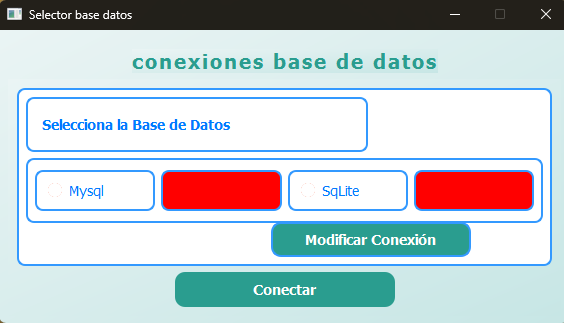 Selector base datos
conexiones base de datos
Selecciona la Base de Datos
Mysql SqLite
Modificar Conexión
Conectar